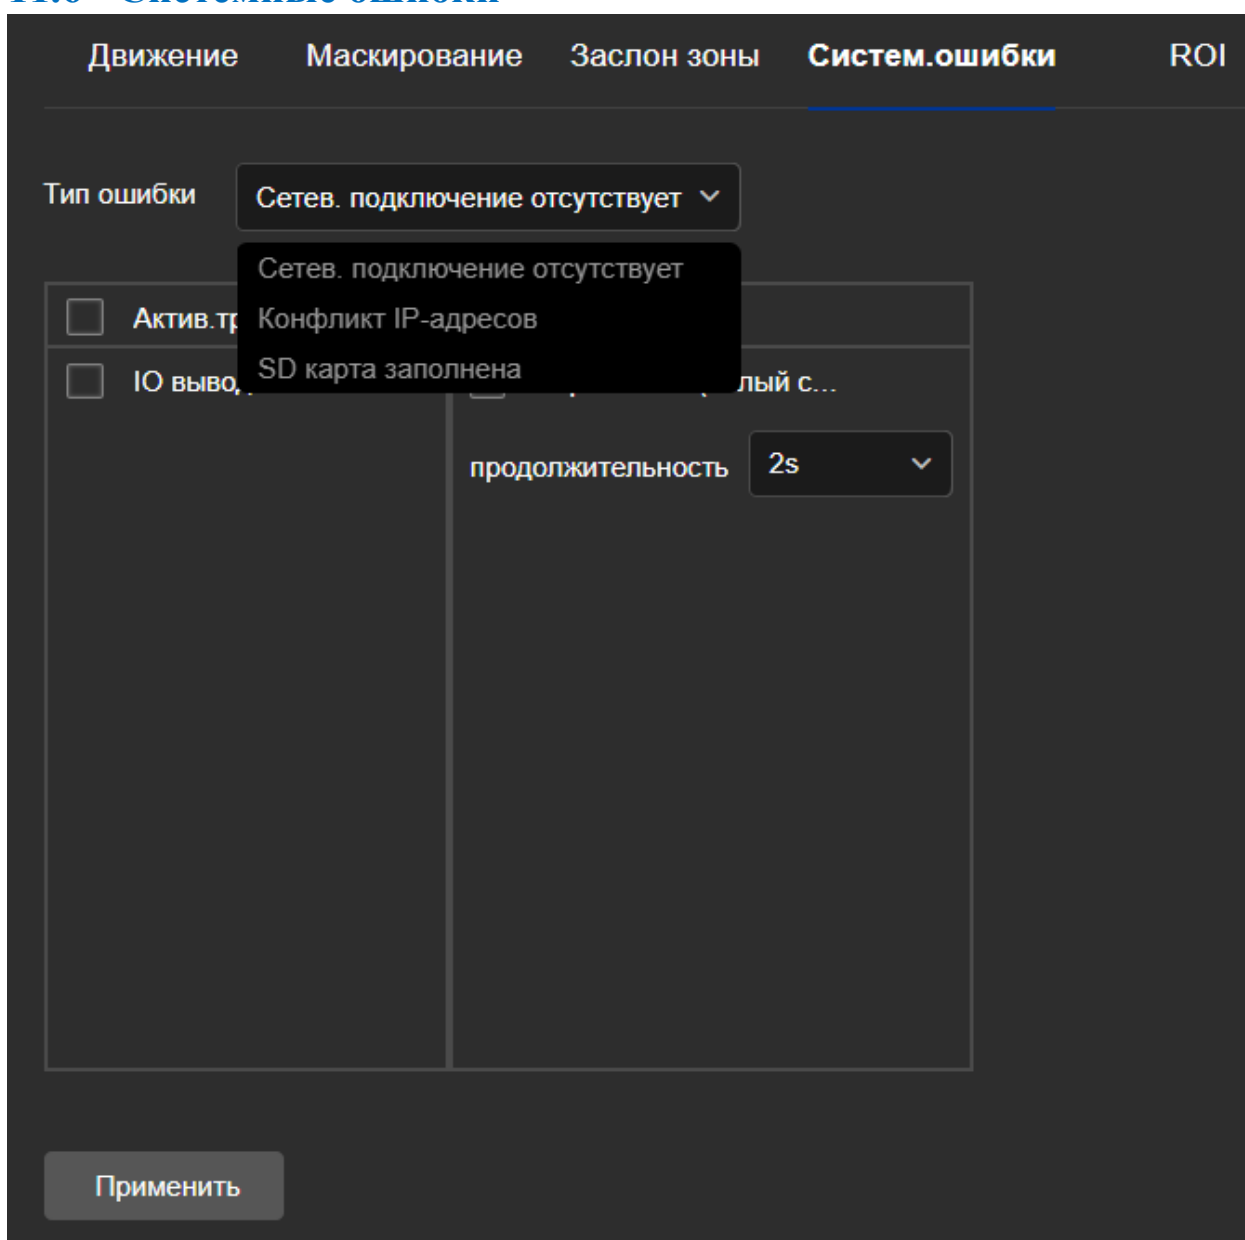 Движение Маскирование Заслон зоны Систем.ошибки ROI
Тип ошибки Сетев. подключение отсутствует
Сетев. подключение отсутствует
Конфликт IP-адресов
SD карта заполнена
Актив.тр
IO вывод лый с...
продолжительность 2s
Применить